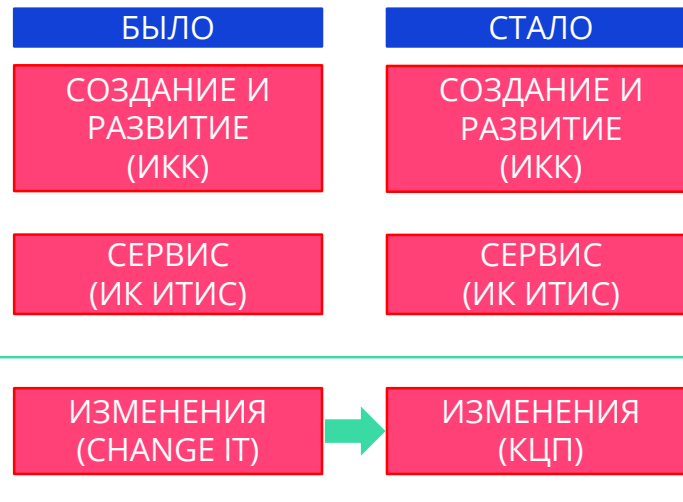 БЫЛО
СТАЛО
СОЗДАНИЕ И
РАЗВИТИЕ
(ИКК)
СОЗДАНИЕ И
РАЗВИТИЕ
(ИКК)
СЕРВИС
(ИК ИТИС)
СЕРВИС
(ИК ИТИС)
ИЗМЕНЕНИЯ
(CHANGE IT)
ИЗМЕНЕНИЯ
(КЦП)